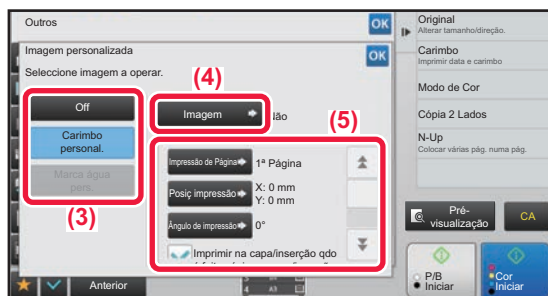 Outros
OK
Imagem personalizada
OK
Seleccione imagem a operar.
(4)
Off
Carimbo
personal.
Marca água
pers.
(3)
Imagem
Não
(5)
Impressão de Página
1ª Página
Posiç impressão
X: 0 mm
Y: 0 mm
Ângulo de impressão
0°
Imprimir na capa/inserção qdo
Anterior
A3
Original
Alterar tamanho/direção.
Carimbo
Imprimir data e carimbo
Modo de Cor
Cópia 2 Lados
N-Up
Colocar várias pág. numa pág.
Pré-
visualização
CA
P/B
Iniciar
Cor
Iniciar